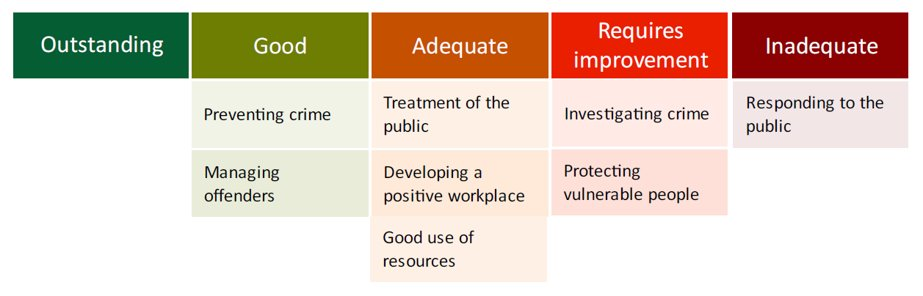 Outstanding
Good
Adequate
Requires
improvement
Inadequate
Preventing crime
Treatment of the
public
Investigating crime
Responding to the
public
Managing
offenders
Developing a
positive workplace
Protecting
vulnerable people
Good use of
resources